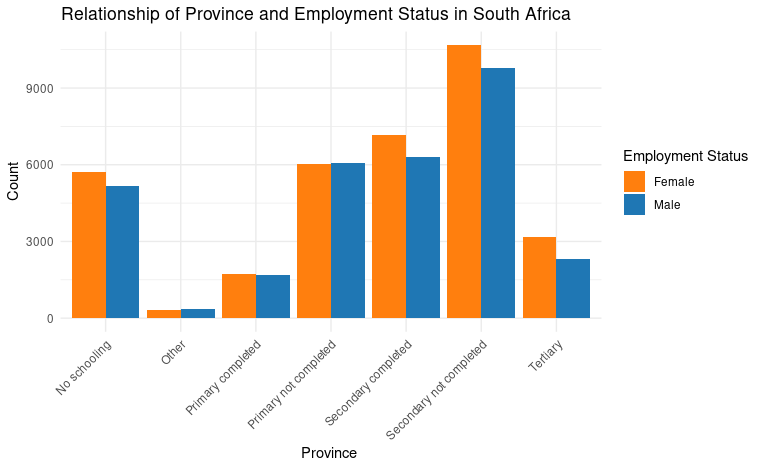 Relationship of Province and Employment Status in South Africa
Count
9000
6000
3000
0
No schooling
Other
Primary completed
Primary not completed
Secondary completed
Secondary not completed
Tertiary
Province
Employment Status
Female
Male